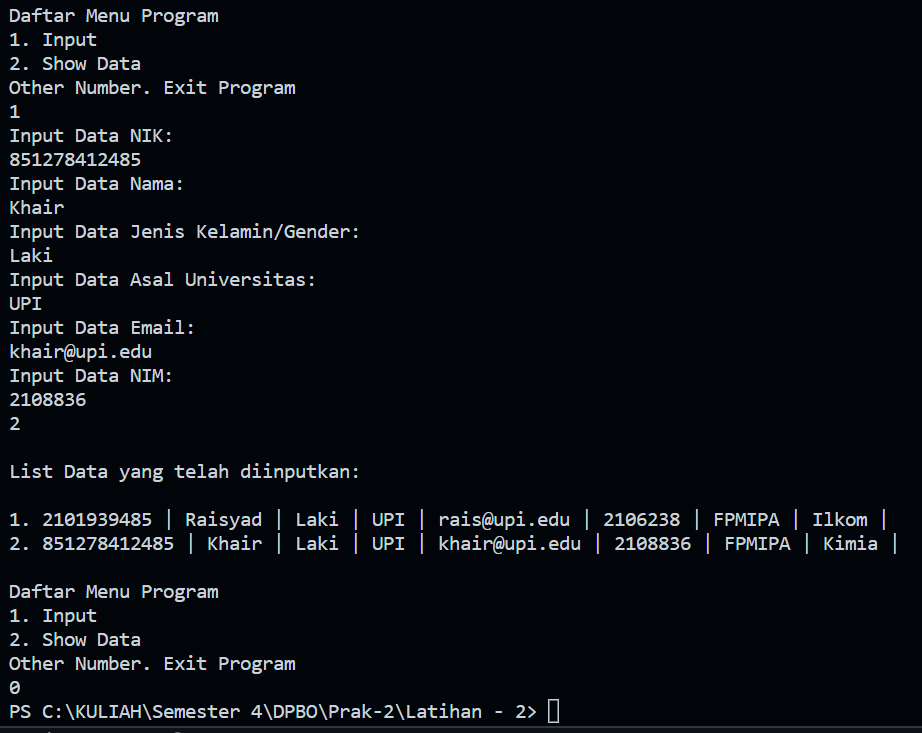 Daftar Menu Program
1. Input
2. Show Data
Other Number. Exit Program
1
Input Data NIK:
851278412485
Input Data Nama:
Khair
Input Data Jenis Kelamin/Gender:
Laki
Input Data Asal Universitas:
UPI
Input Data Email:
khair@upi.edu
Input Data NIM:
2108836
2
List Data yang telah diinputkan:
1. 2101939485 | Raisyad | Laki | UPI | rais@upi.edu | 2106238 | FPMIPA | Ilkom |
2. 851278412485 | Khair | Laki | UPI | khair@upi.edu | 2108836 | FPMIPA | Kimia |
Daftar Menu Program
1. Input
2. Show Data
Other Number. Exit Program
0
PS C:\KULIAH\Semester 4\DPBO\Prak-2\Latihan - 2>